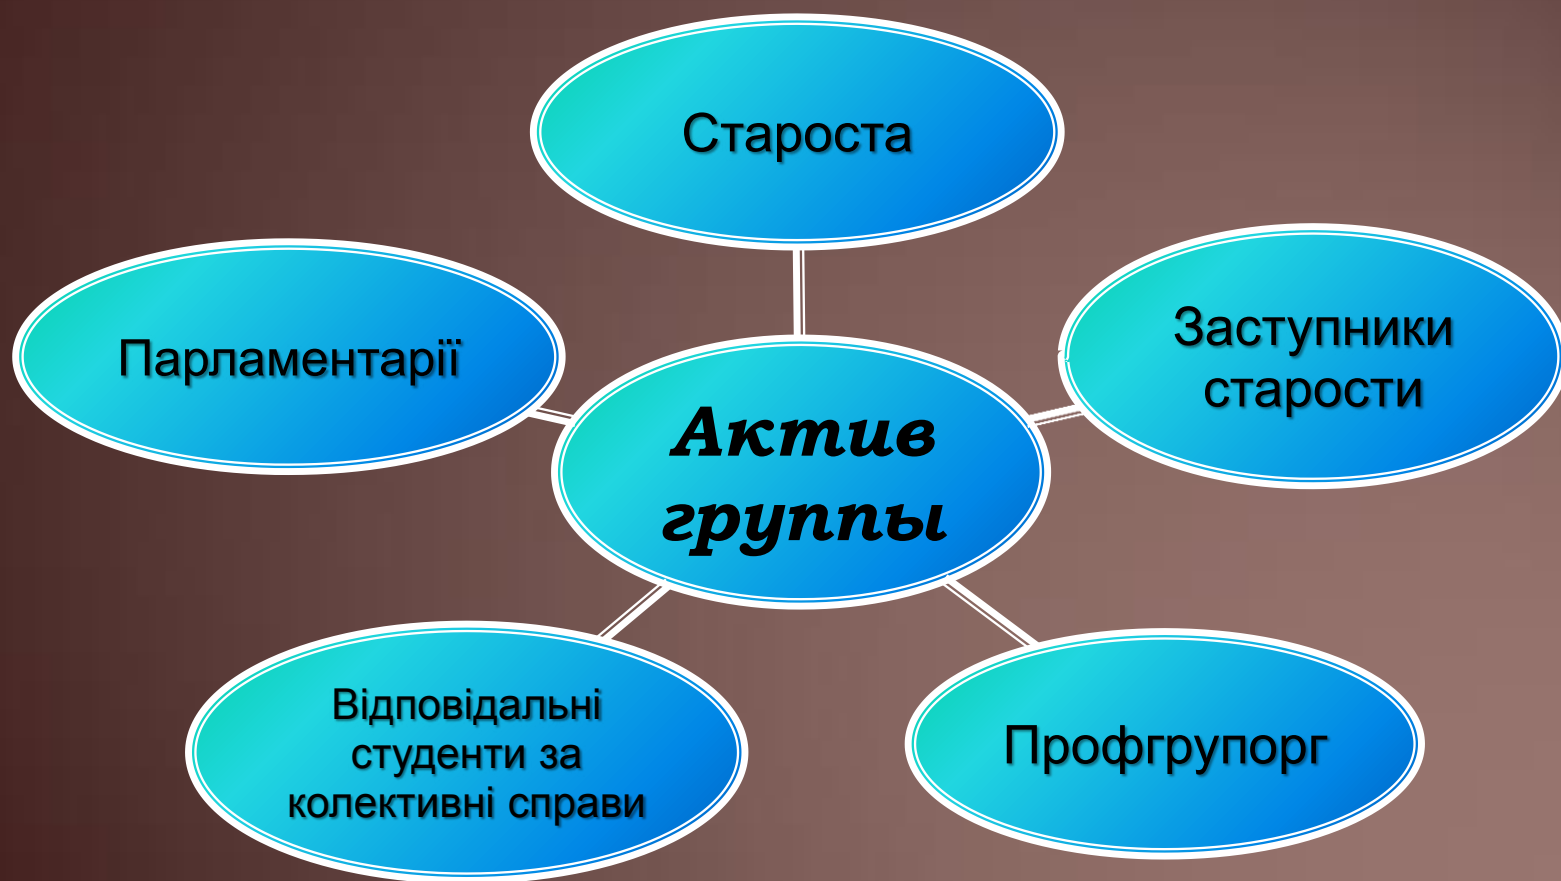 Староста
Заступники
старости
Парламентарії
Актив
группы
Відповідальні
студенти за
колективні справи
Профгрупорг